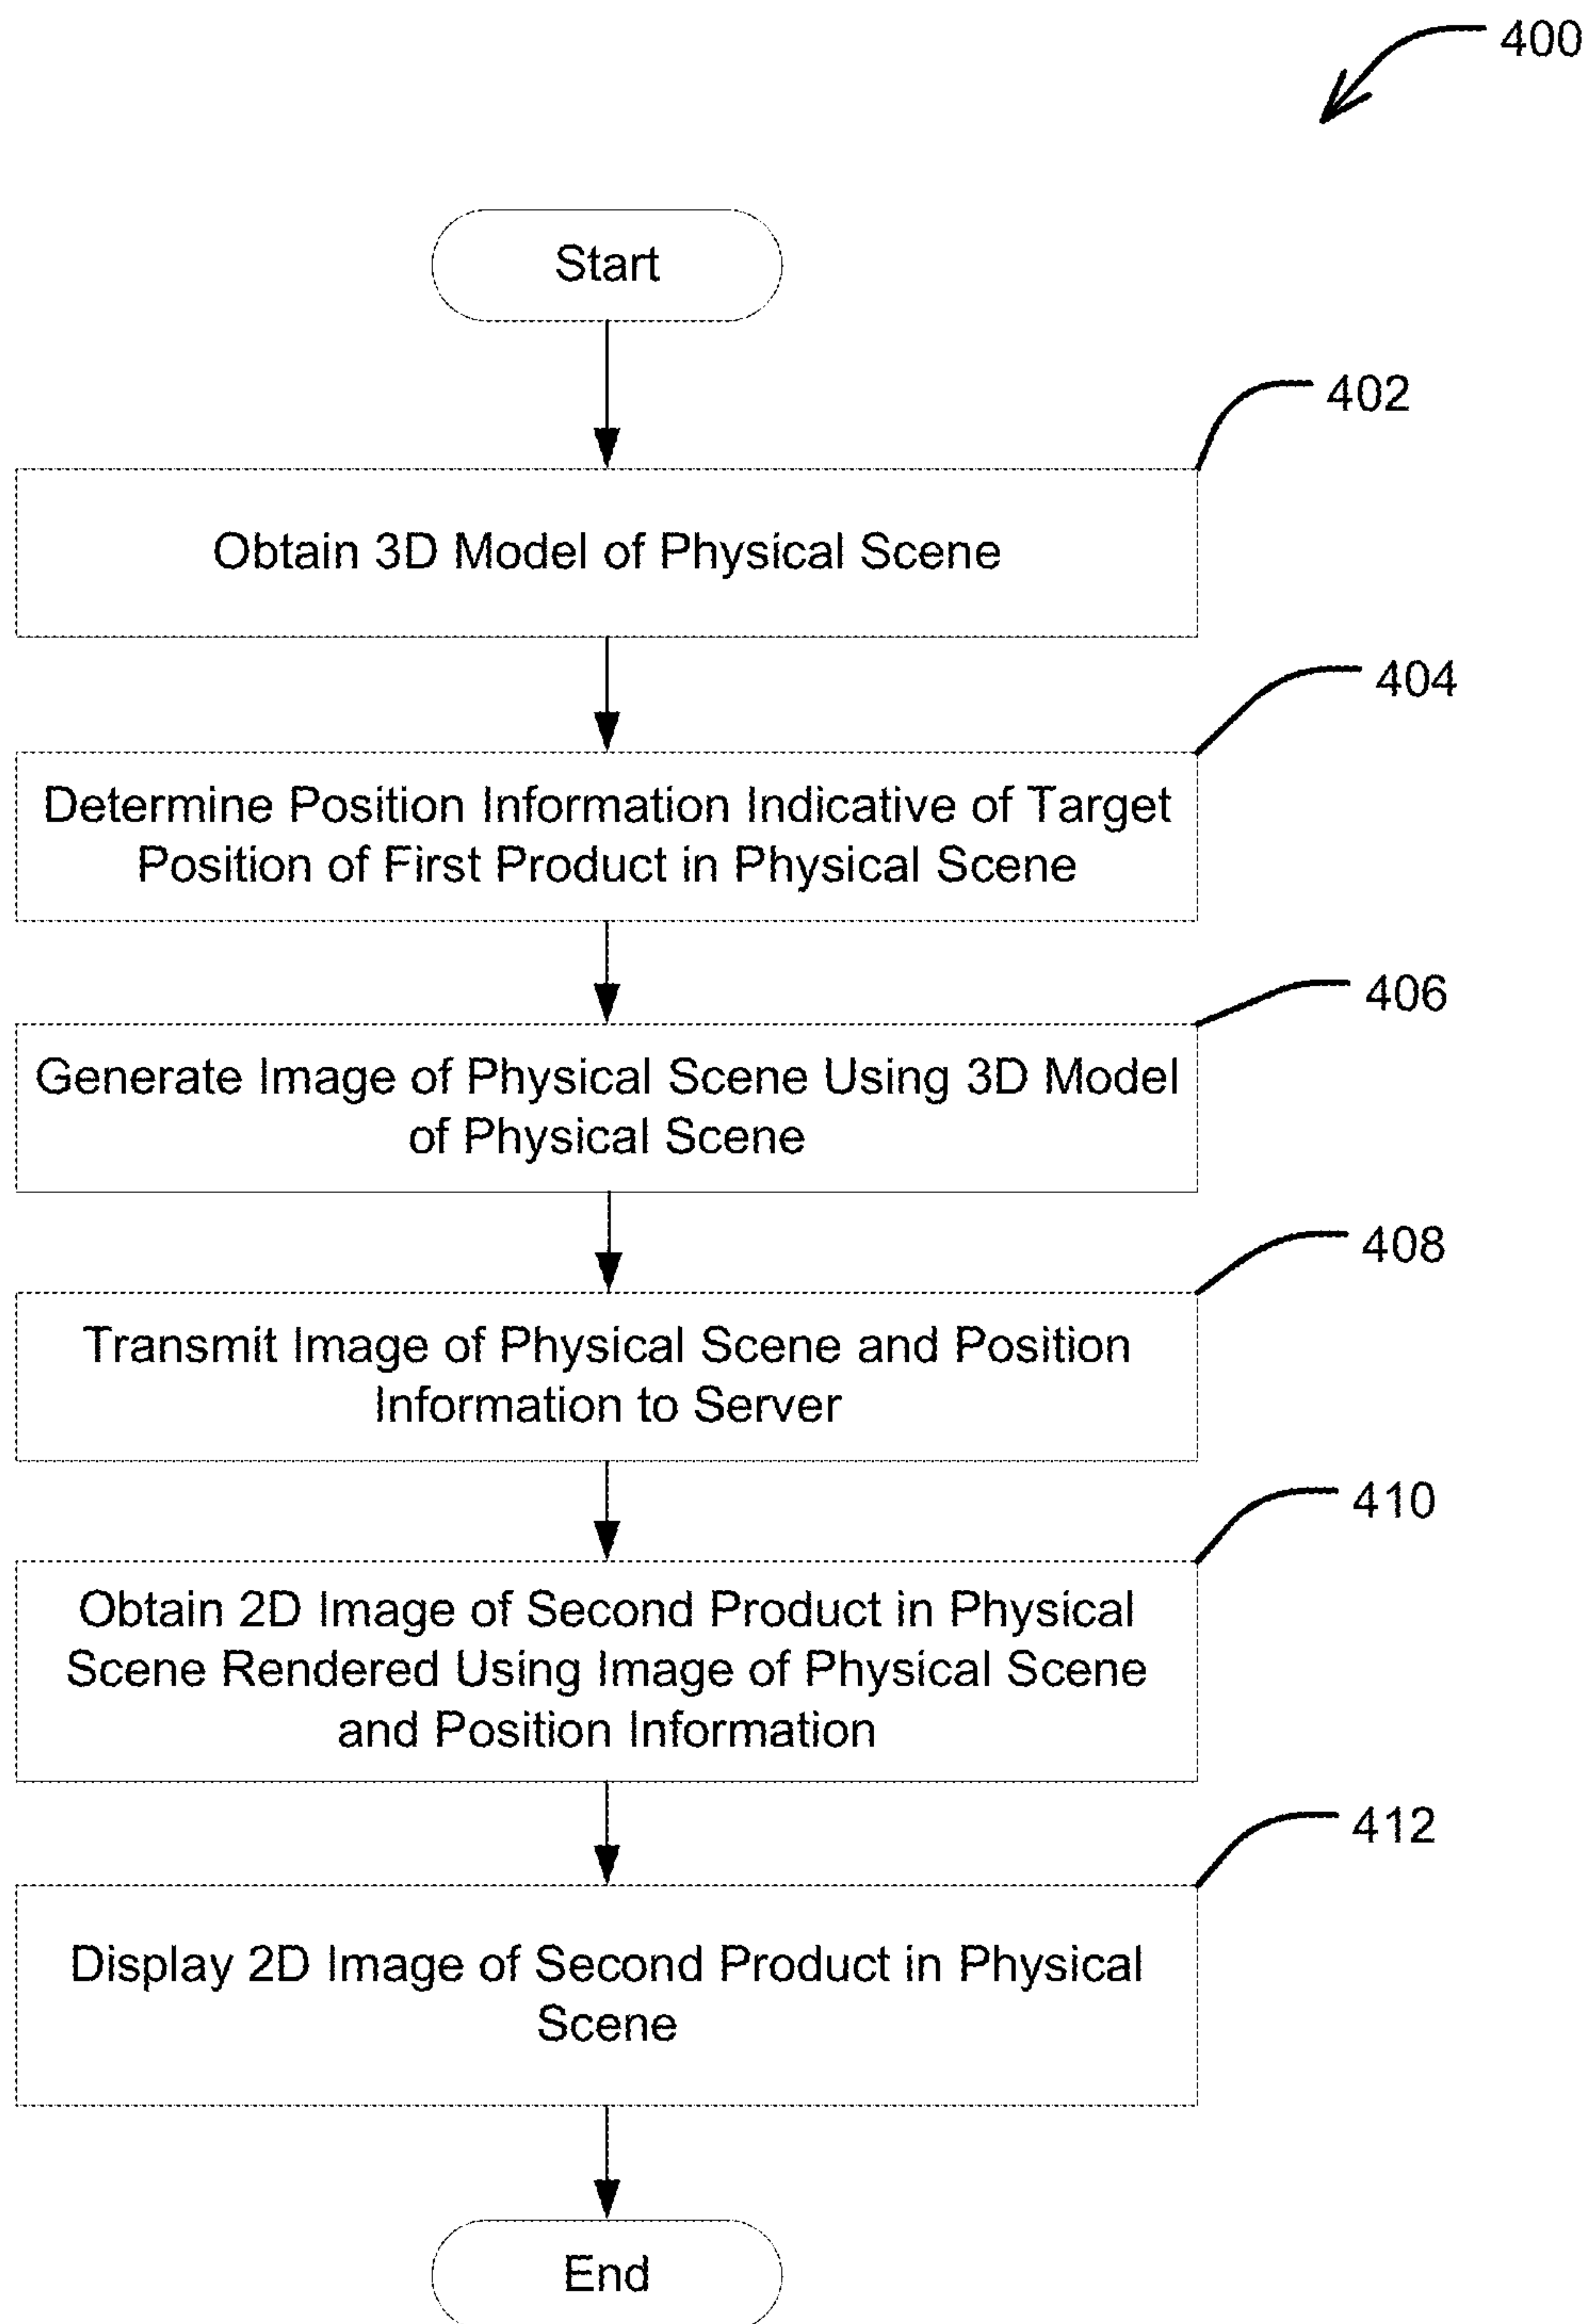 400
Start
402
Obtain 3D Model of Physical Scene
404
Determine Position Information Indicative of Target
Position of First Product in Physical Scene
406
Generate Image of Physical Scene Using 3D Model
of Physical Scene
408
Transmit Image of Physical Scene and Position
Information to Server
410
Obtain 2D Image of Second Product in Physical
Scene Rendered Using Image of Physical Scene
and Position Information
412
Display 2D Image of Second Product in Physical
Scene
End